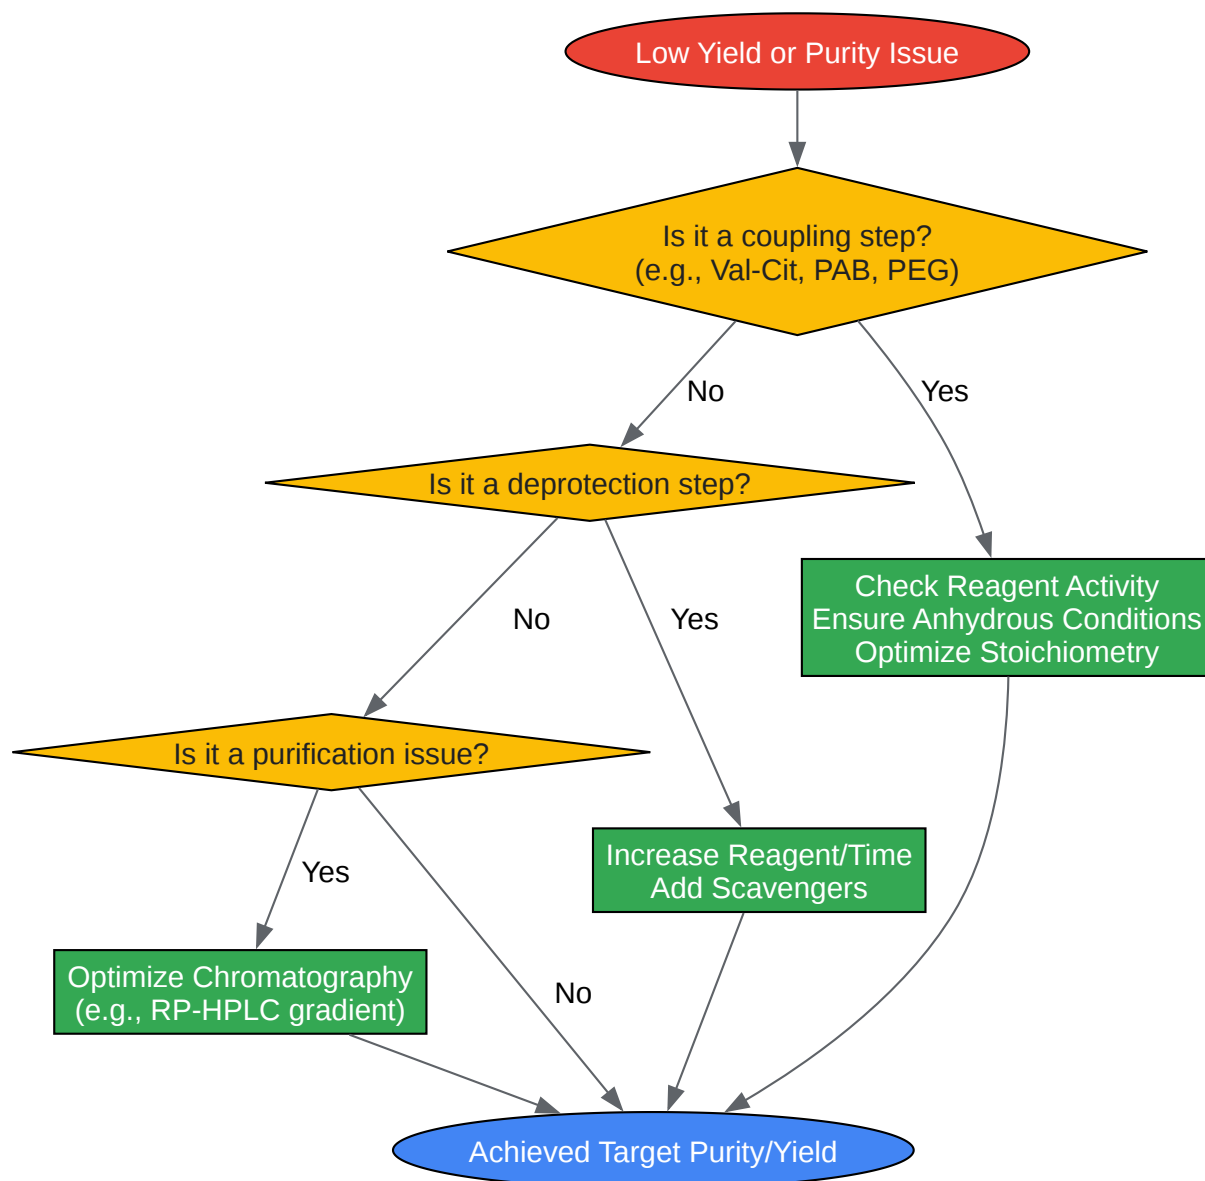 Low Yield or Purity Issue
Is it a coupling step?
(e.g., Val-Cit, PAB, PEG)
No
Yes
Is it a deprotection step?
Check Reagent Activity
Ensure Anhydrous Conditions
Optimize Stoichiometry
No
Yes
Is it a purification issue?
Increase Reagent/Time
Add Scavengers
Yes
Optimize Chromatography
(e.g., RP-HPLC gradient)
No
Achieved Target Purity/Yield